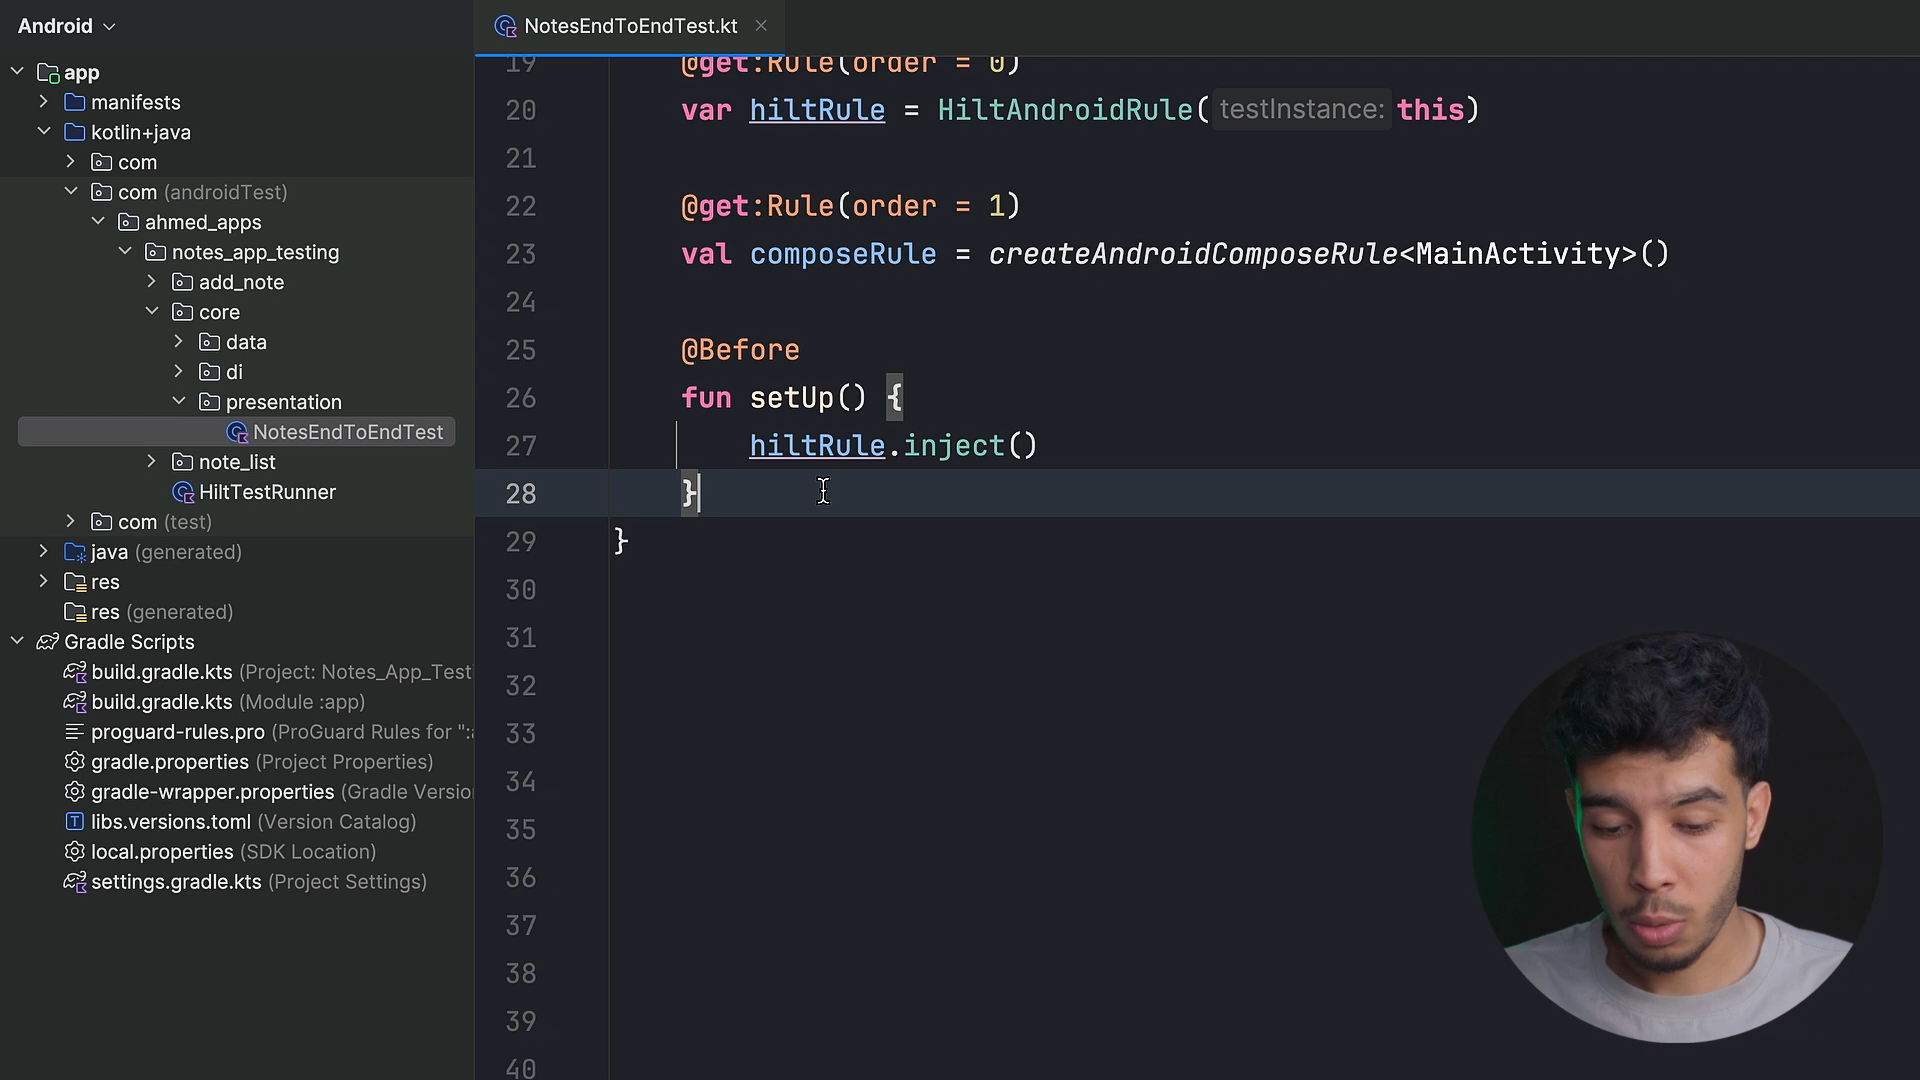 Android
app
manifests
kotlin+java
com
com (androidTest)
ahmed_apps
notes_app_testing
add_note
core
data
di
presentation
NotesEndToEndTest
note_list
HiltTestRunner
com (test)
java (generated)
res
res (generated)
Gradle Scripts
build.gradle.kts (Project: Notes_App_Test
build.gradle.kts (Module :app)
proguard-rules.pro (ProGuard Rules for ":
gradle.properties (Project Properties)
gradle-wrapper.properties (Gradle Versio
libs.versions.toml (Version Catalog)
local.properties (SDK Location)
settings.gradle.kts (Project Settings)
NotesEndToEndTest.kt
19 @get:Rule(order = 0)
20 var hiltRule = HiltAndroidRule( testInstance: this)
21
22 @get:Rule(order = 1)
23 val composeRule = createAndroidComposeRule<MainActivity>()
24
25 @Before
26 fun setUp() {
27 hiltRule.inject()
28 }
29 }
30
31
32
33
34
35
36
37
38
39
40